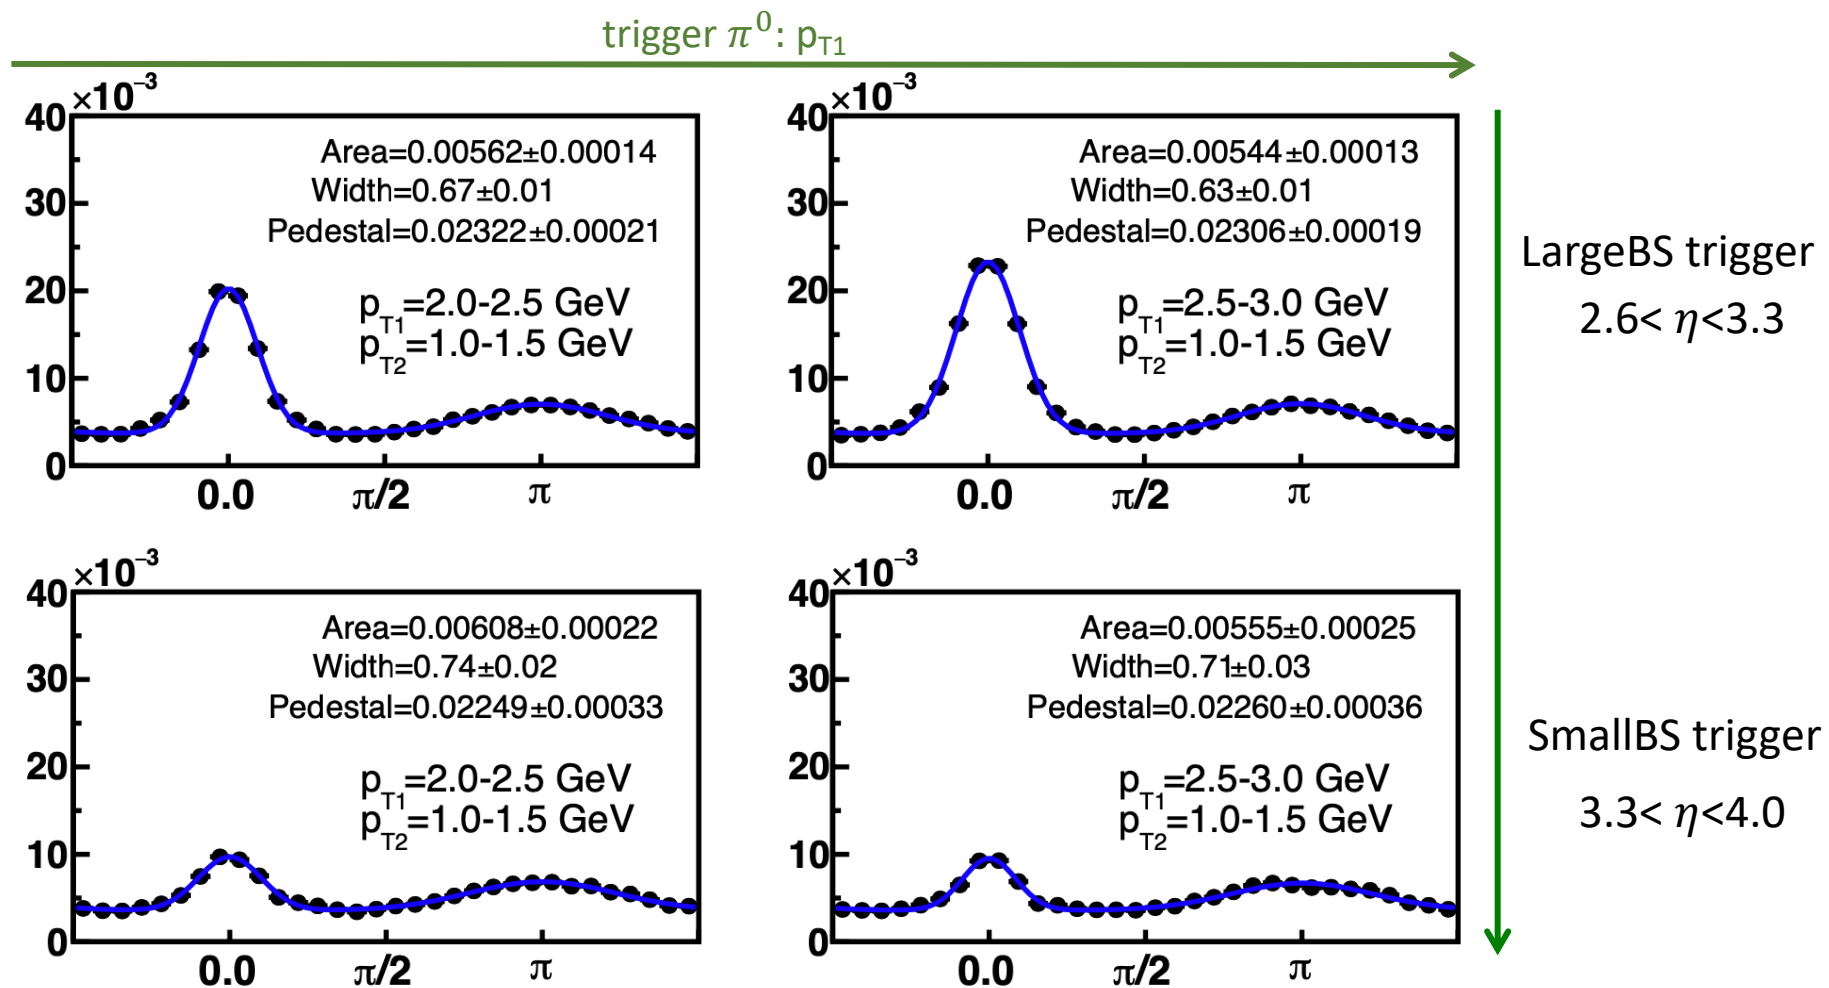 trigger π⁰: pT1
×10⁻³
40
30
20
10
0
Area=0.00562±0.00014
Width=0.67±0.01
Pedestal=0.02322±0.00021
pT1=2.0-2.5 GeV
pT2=1.0-1.5 GeV
0.0 π/2 π
×10⁻³
40
30
20
10
0
Area=0.00544±0.00013
Width=0.63±0.01
Pedestal=0.02306±0.00019
pT1=2.5-3.0 GeV
pT2=1.0-1.5 GeV
0.0 π/2 π
LargeBS trigger
2.6< η<3.3
×10⁻³
40
30
20
10
0
Area=0.00608±0.00022
Width=0.74±0.02
Pedestal=0.02249±0.00033
pT1=2.0-2.5 GeV
pT2=1.0-1.5 GeV
0.0 π/2 π
×10⁻³
40
30
20
10
0
Area=0.00555±0.00025
Width=0.71±0.03
Pedestal=0.02260±0.00036
pT1=2.5-3.0 GeV
pT2=1.0-1.5 GeV
0.0 π/2 π
SmallBS trigger
3.3< η<4.0